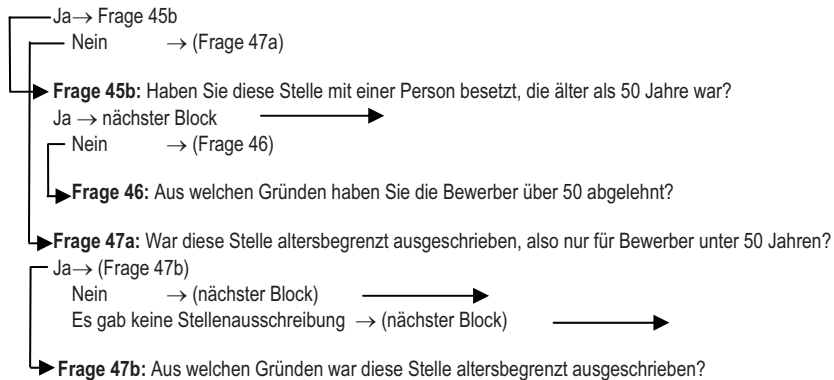 Ja→ Frage 45b
Nein → (Frage 47a)
Frage 45b: Haben Sie diese Stelle mit einer Person besetzt, die älter als 50 Jahre war?
Ja → nächster Block
Nein → (Frage 46)
Frage 46: Aus welchen Gründen haben Sie die Bewerber über 50 abgelehnt?
Frage 47a: War diese Stelle altersbegrenzt ausgeschrieben, also nur für Bewerber unter 50 Jahren?
Ja→ (Frage 47b)
Nein → (nächster Block)
Es gab keine Stellenausschreibung → (nächster Block)
Frage 47b: Aus welchen Gründen war diese Stelle altersbegrenzt ausgeschrieben?